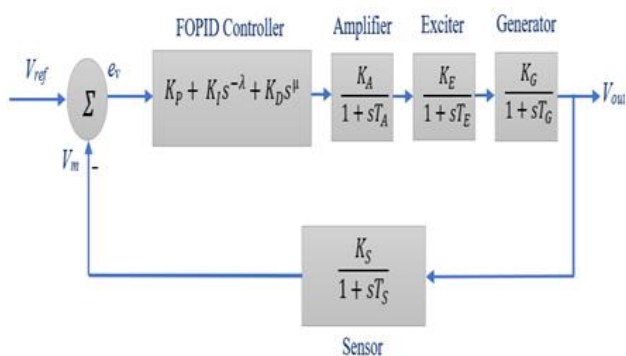 FOPID Controller
Amplifier
Exciter
Generator
V_ref
e_v
Σ
K_P + K_I s^{-λ} + K_D s^μ
K_A
1 + sT_A
K_E
1 + sT_E
K_G
1 + sT_G
V_out
V_m
-
K_S
1 + sT_S
Sensor